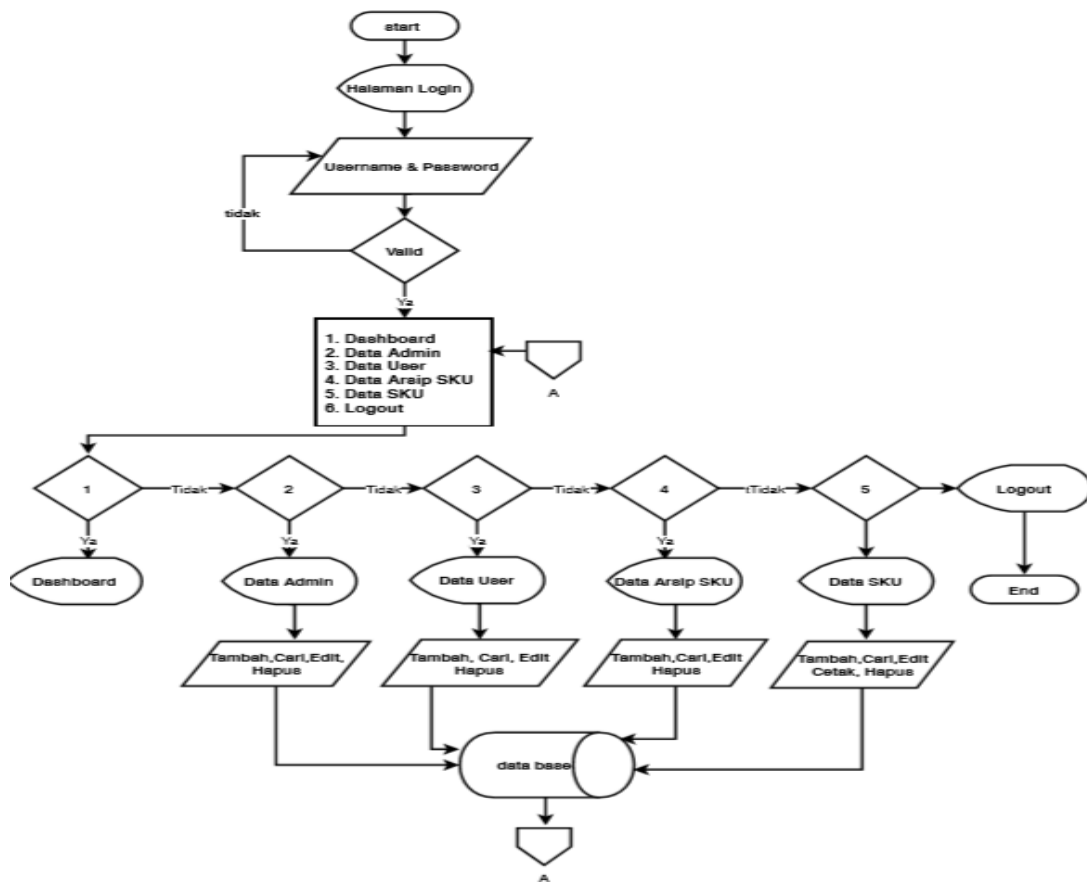 start
Halaman Login
Username & Password
tidak
Valid
Ya
1. Dashboard
2. Data Admin
3. Data User
4. Data Arsip SKU
5. Data SKU
6. Logout
A
1
Tidak
2
Tidak
3
Tidak
4
tTidak
5
Logout
Ya
Ya
Ya
Ya
Dashboard
Data Admin
Data User
Data Arsip SKU
Data SKU
End
Tambah,Cari,Edit,
Hapus
Tambah, Cari, Edit
Hapus
Tambah,Cari,Edit
Hapus
Tambah,Cari,Edit
Cetak, Hapus
data base
A